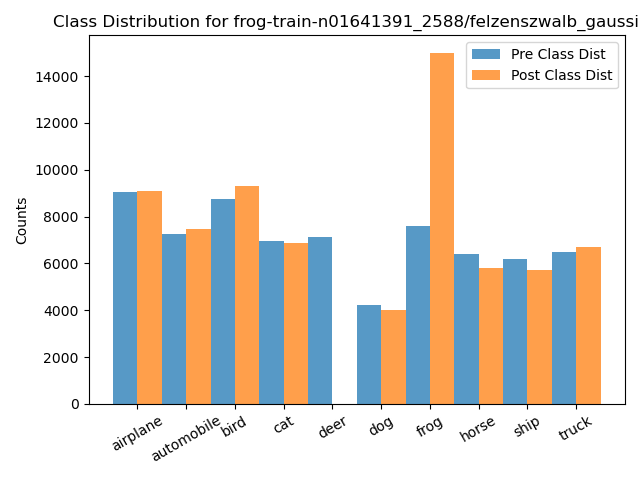 Class Distribution for frog-train-n01641391_2588/felzenszwalb_gaussi
Pre Class Dist
Post Class Dist
Counts
14000
12000
10000
8000
6000
4000
2000
0
airplane
automobile
bird
cat
deer
dog
frog
horse
ship
truck